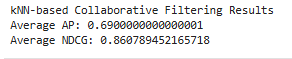 kNN-based Collaborative Filtering Results
Average AP: 0.6900000000000001
Average NDCG: 0.860789452165718